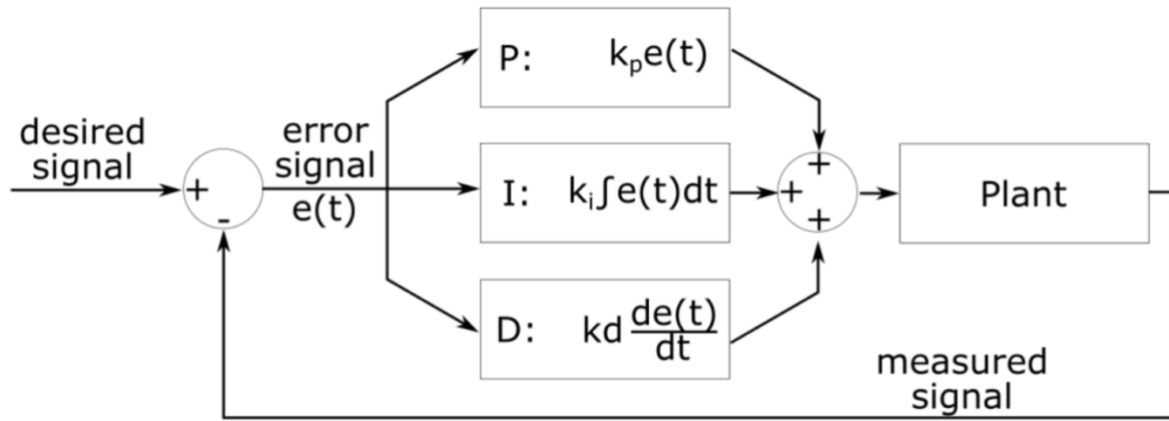 desired
signal
+
-
error
signal
e(t)
P: kₚe(t)
I: kᵢ∫e(t)dt
D: kd de(t)
dt
+
+
+
Plant
measured
signal